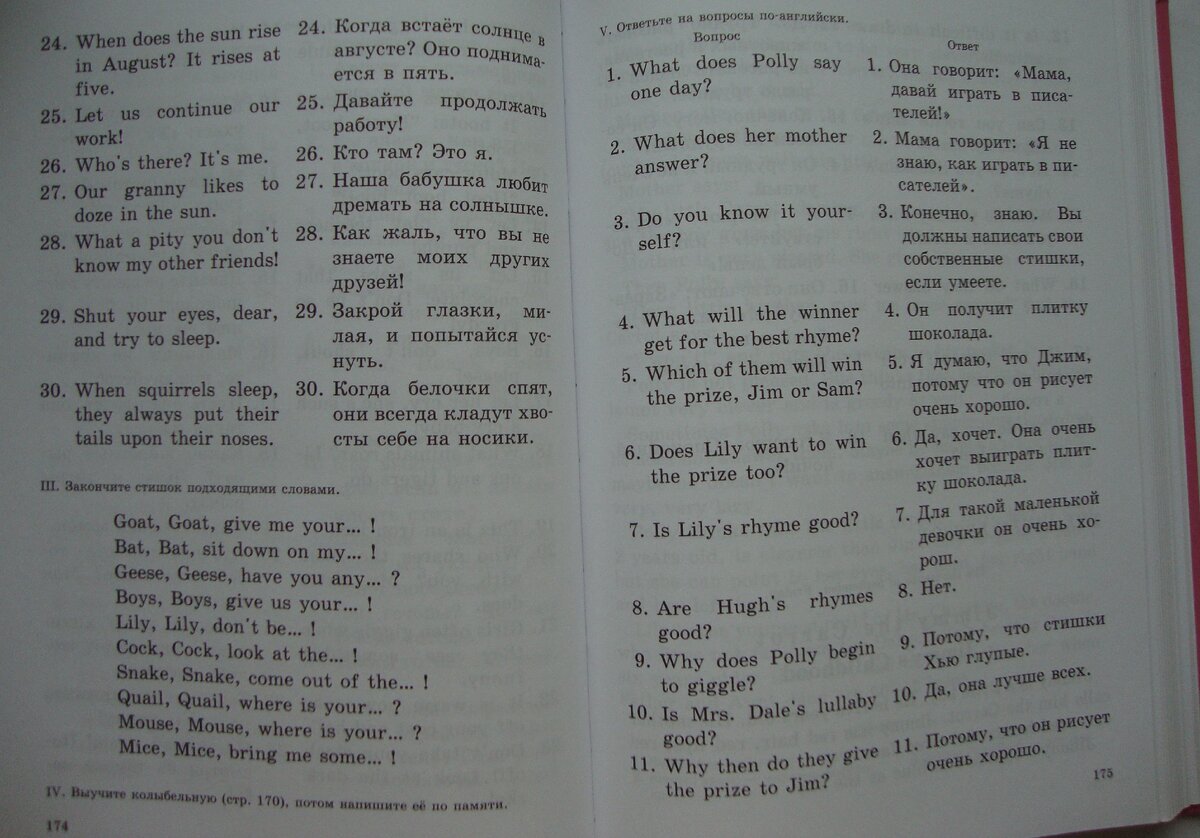 24. When does the sun rise
in August? It rises at
five.
25. Let us continue our
work!
26. Who's there? It's me.
27. Our granny likes to
doze in the sun.
28. What a pity you don't
know my other friends!
29. Shut your eyes, dear,
and try to sleep.
30. When squirrels sleep,
they always put their
tails upon their noses.
24. Когда встаёт солнце в
августе? Оно поднима-
ется в пять.
25. Давайте продолжать
работу!
26. Кто там? Это я.
27. Наша бабушка любит
дремать на солнышке.
28. Как жаль, что вы не
знаете моих других
друзей!
29. Закрой глазки, ми-
лая, и попытайся ус-
нуть.
30. Когда белочки спят,
они всегда кладут хво-
сты себе на носики.
III. Закончите стишок подходящими словами.
Goat, Goat, give me your... !
Bat, Bat, sit down on my... !
Geese, Geese, have you any... ?
Boys, Boys, give us your... !
Lily, Lily, don't be... !
Cock, Cock, look at the... !
Snake, Snake, come out of the... !
Quail, Quail, where is your... ?
Mouse, Mouse, where is your... ?
Mice, Mice, bring me some... !
IV. Выучите колыбельную (стр. 170), потом напишите её по памяти.
174
V. Ответьте на вопросы по-английски.
Вопрос
1. What does Polly say
one day?
2. What does her mother
answer?
3. Do you know it your-
self?
4. What will the winner
get for the best rhyme?
5. Which of them will win
the prize, Jim or Sam?
6. Does Lily want to win
the prize too?
7. Is Lily's rhyme good?
8. Are Hugh's rhymes
good?
9. Why does Polly begin
to giggle?
10. Is Mrs. Dale's lullaby
good?
11. Why then do they give
the prize to Jim?
Ответ
1. Она говорит: «Мама,
давай играть в писа-
телей!»
2. Мама говорит: «Я не
знаю, как играть в пи-
сателей».
3. Конечно, знаю. Вы
должны написать свои
собственные стишки,
если умеете.
4. Он получит плитку
шоколада.
5. Я думаю, что Джим,
потому что он рисует
очень хорошо.
6. Да, хочет. Она очень
хочет выиграть плит-
ку шоколада.
7. Для такой маленькой
девочки он очень хо-
рош.
8. Нет.
9. Потому, что стишки
Хью глупые.
10. Да, она лучше всех.
11. Потому, что он рисует
очень хорошо.
175